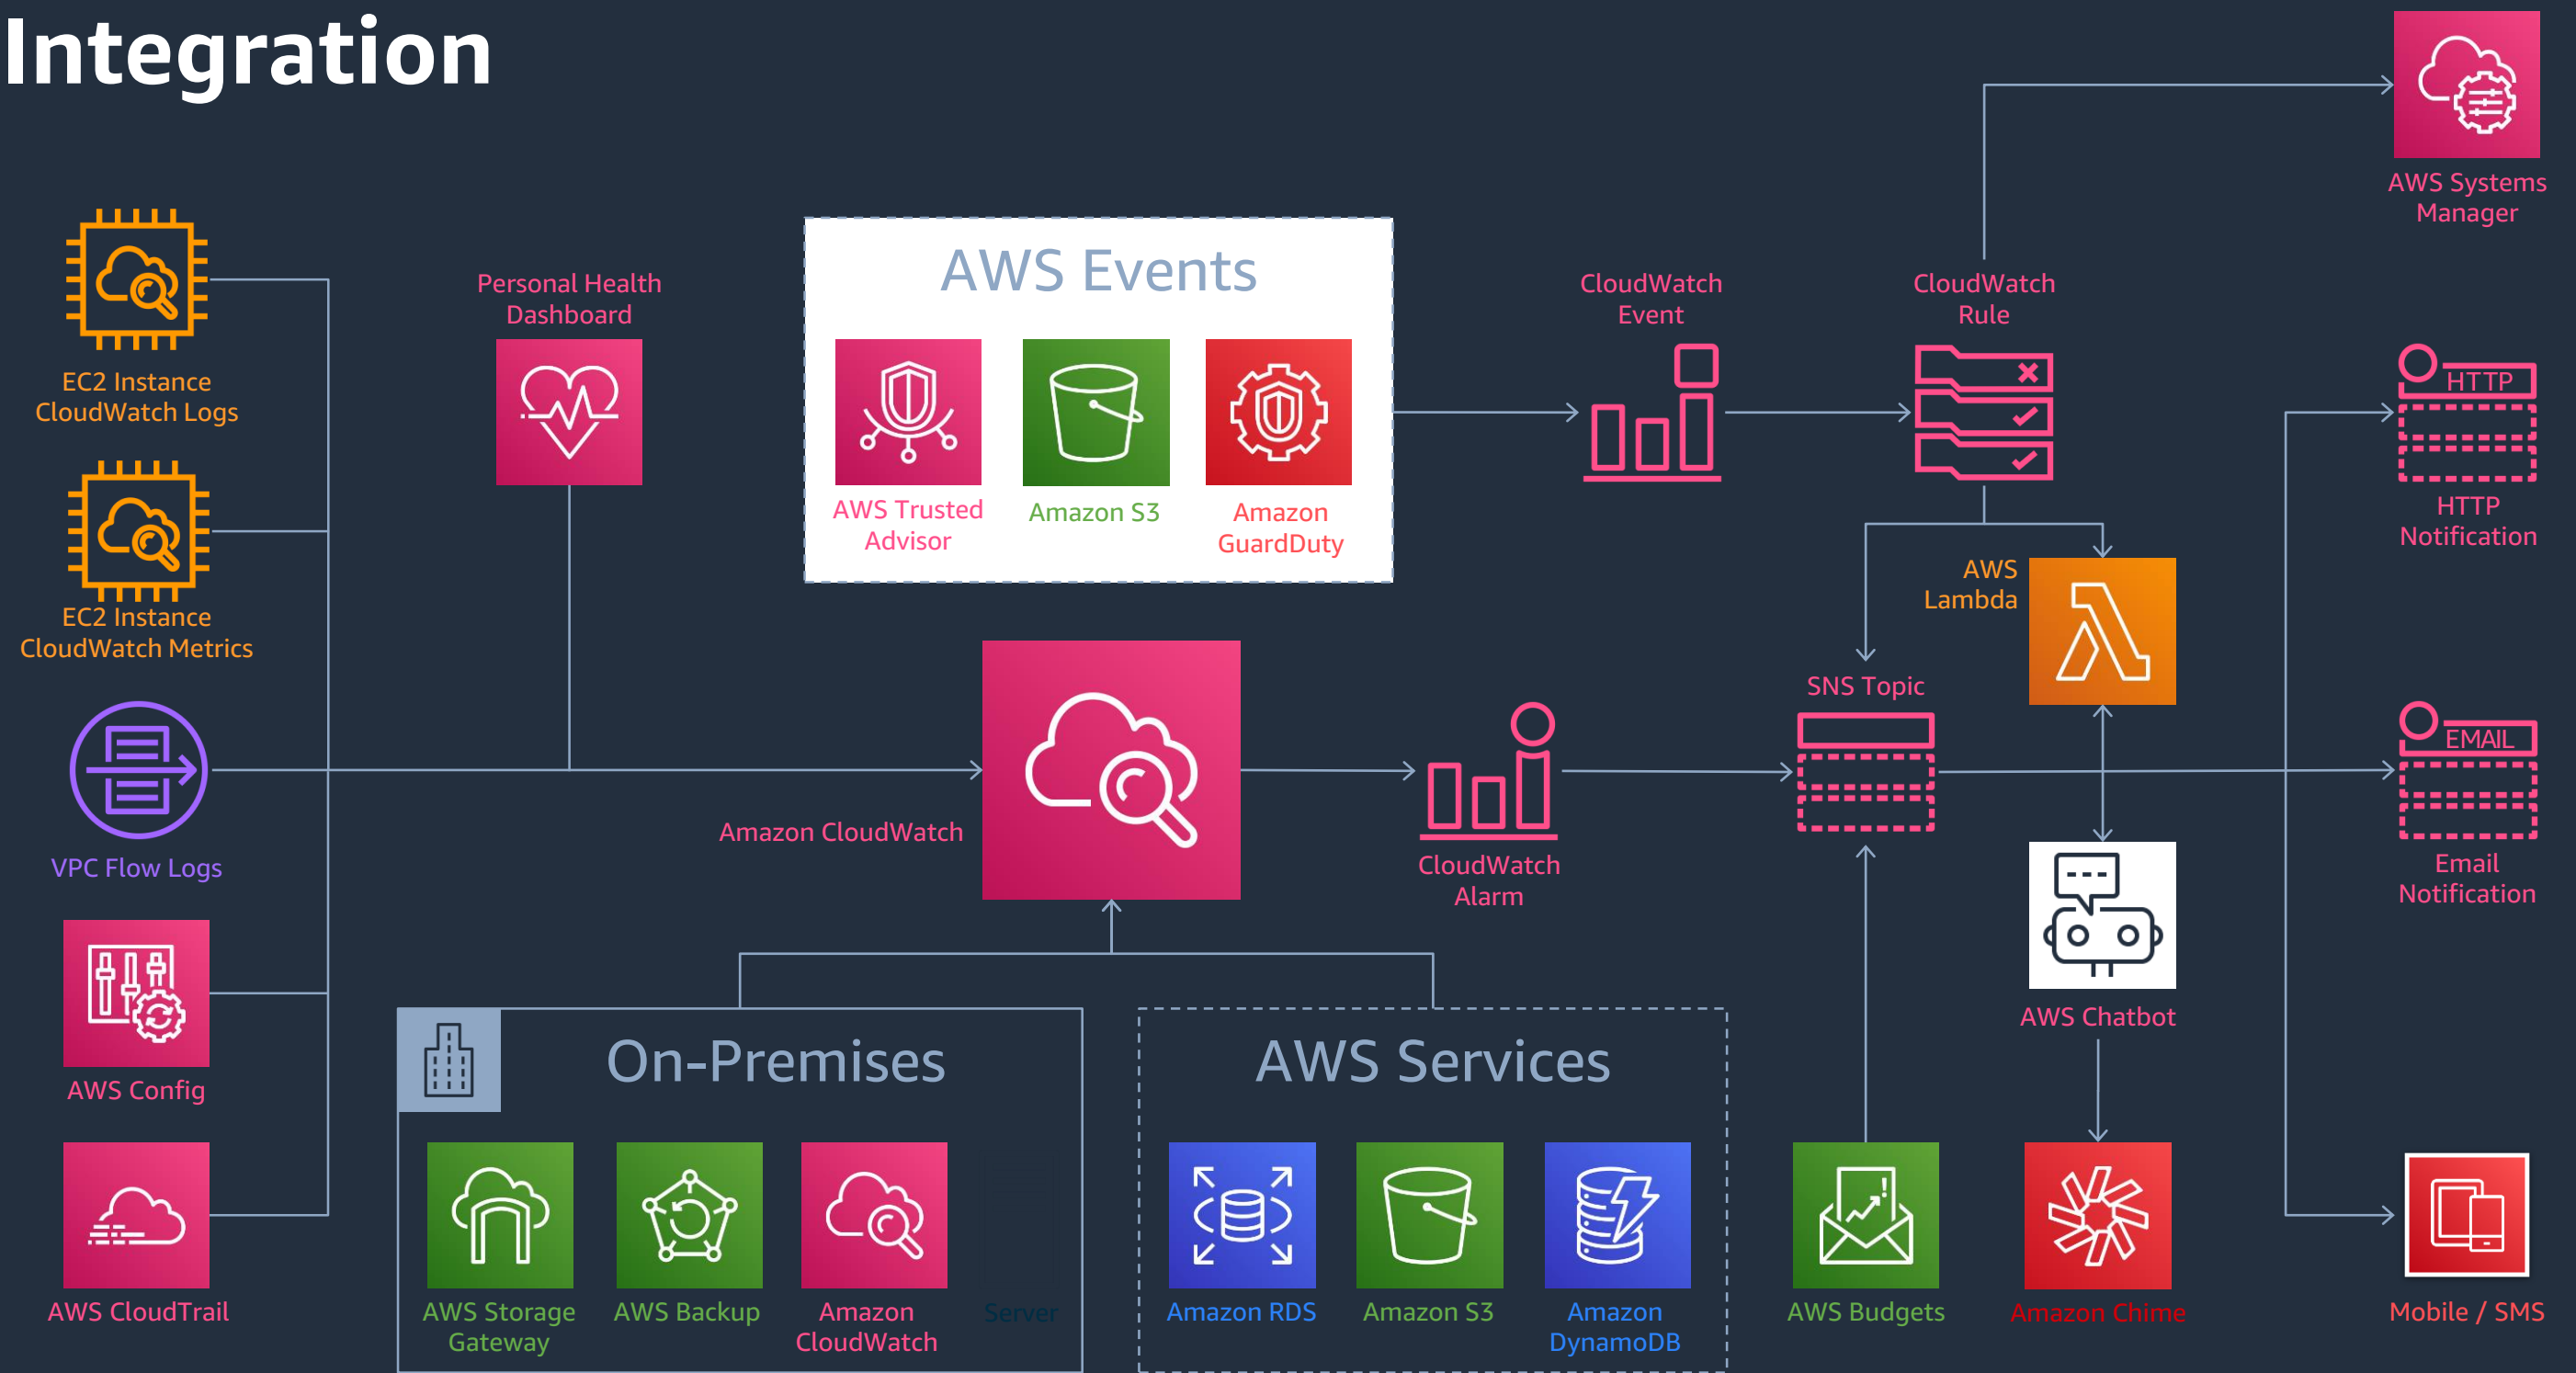 Integration
AWS Systems
Manager
EC2 Instance
CloudWatch Logs
EC2 Instance
CloudWatch Metrics
VPC Flow Logs
AWS Config
AWS CloudTrail
Personal Health
Dashboard
AWS Events
AWS Trusted
Advisor
Amazon S3
Amazon
GuardDuty
CloudWatch
Event
CloudWatch
Rule
AWS
Lambda
SNS Topic
HTTP
HTTP
Notification
Amazon CloudWatch
CloudWatch
Alarm
EMAIL
Email
Notification
AWS Chatbot
On-Premises
AWS Storage
Gateway
AWS Backup
Amazon
CloudWatch
Server
AWS Services
Amazon RDS
Amazon S3
Amazon
DynamoDB
AWS Budgets
Amazon Chime
Mobile / SMS